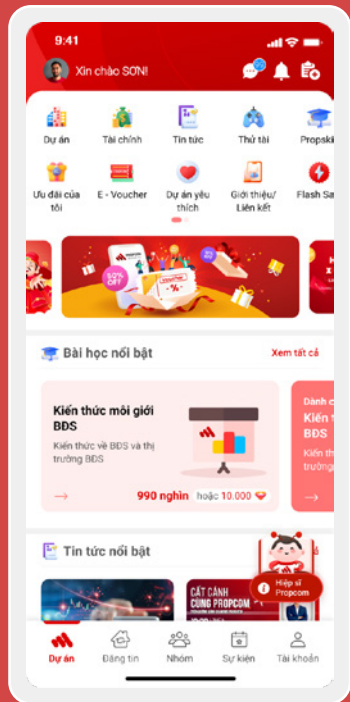 9:41
Xin chào SƠN!
Dự án
Tài chính
Tin tức
Thử tài
Propski
Ưu đãi của
tôi
E - Voucher
Dự án yêu
thích
Giới thiệu/
Liên kết
Flash Sa
50%
OFF
-%-
Bài học nổi bật
Xem tất cả
Kiến thức môi giới
BĐS
Kiến thức về BĐS và thị
trường BĐS
990 nghìn
hoặc 10.000
Dành c
Kiến t
BĐS
Kiến th
trường
Tin tức nổi bật
CẤT CÁNH
CÙNG PROPCOM
Hiệp sĩ
Propcom
Dự án
Đăng tin
Nhóm
Sự kiện
Tài khoản